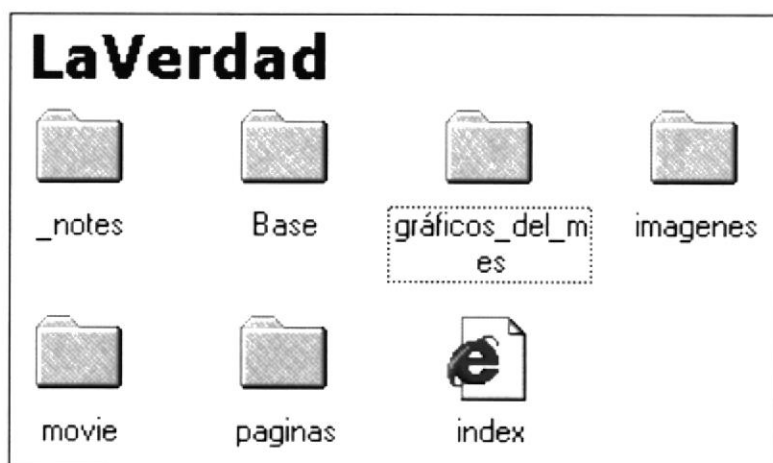 LaVerdad
_notes
Base
gráficos_del_m
es
imagenes
movie
paginas
index